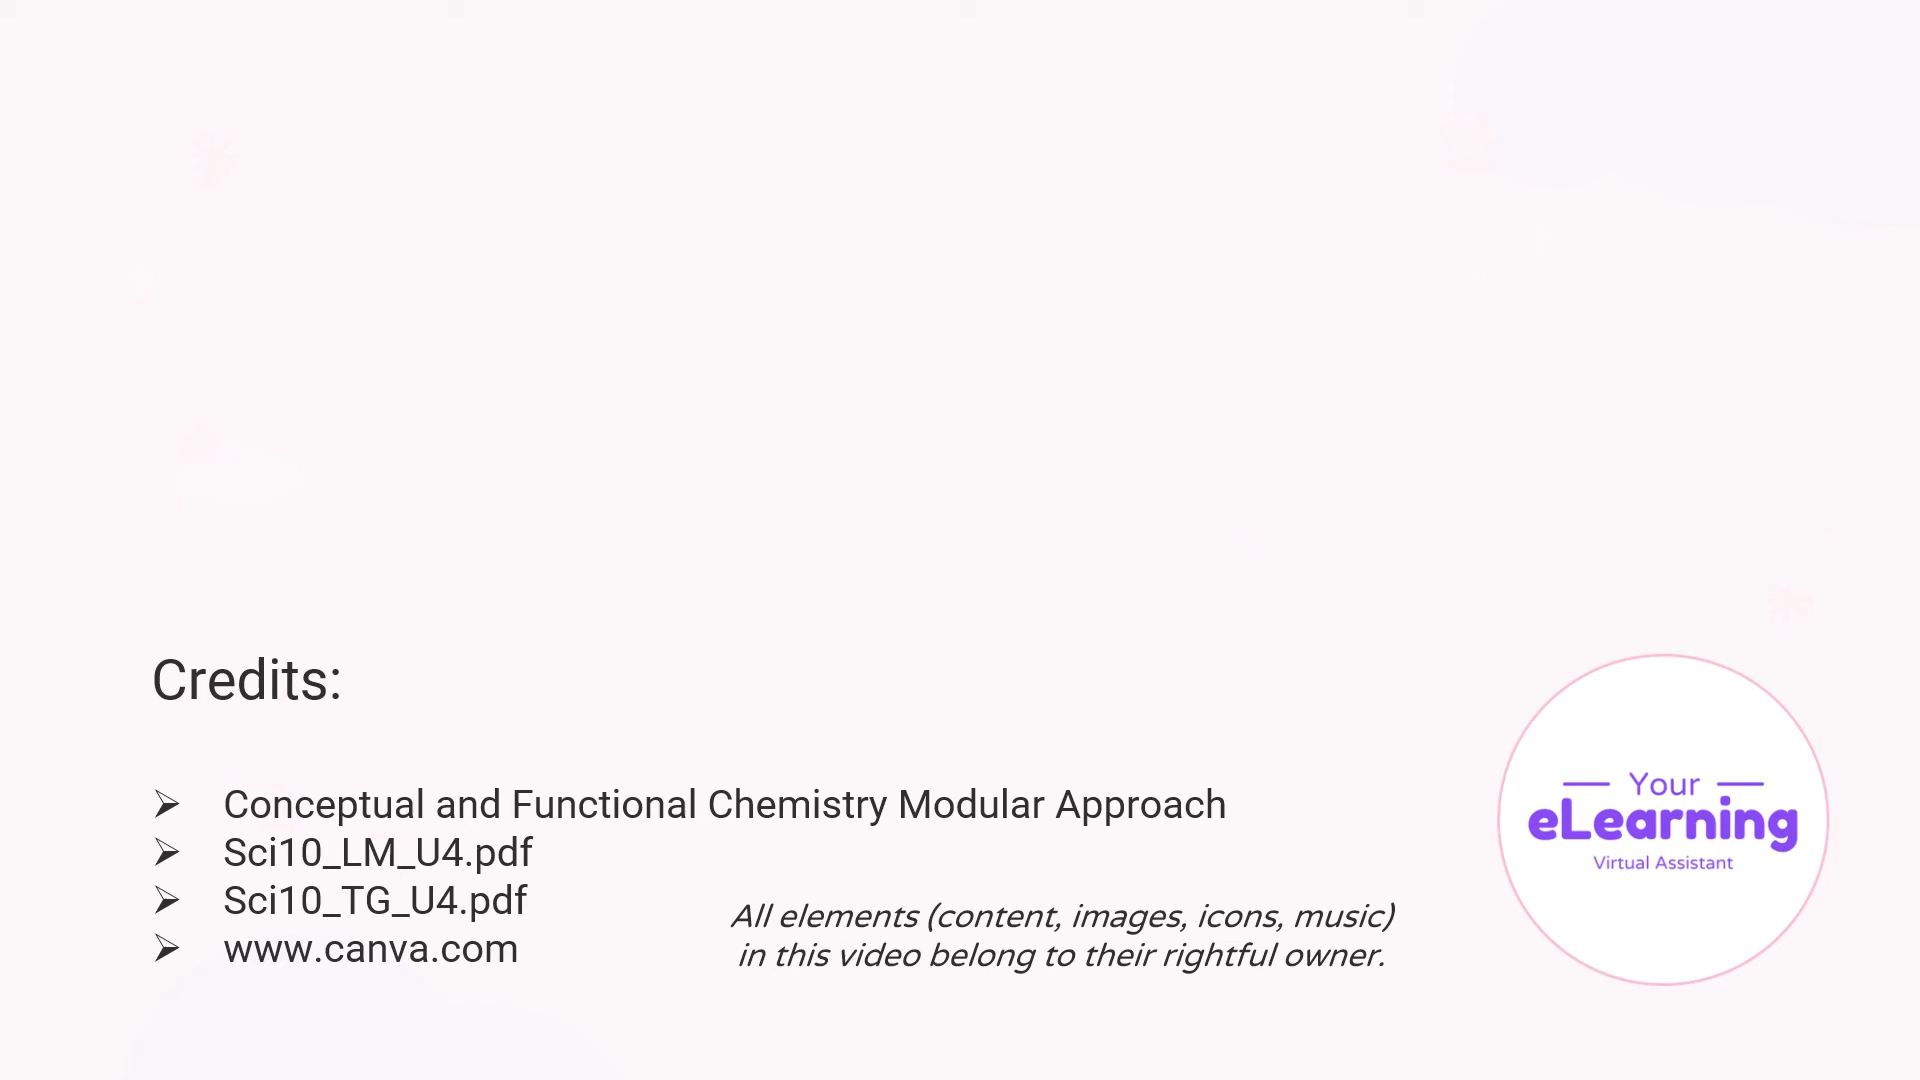 Credits:
➢ Conceptual and Functional Chemistry Modular Approach
➢ Sci10_LM_U4.pdf
➢ Sci10_TG_U4.pdf
➢ www.canva.com
All elements (content, images, icons, music)
in this video belong to their rightful owner.
Your
eLearning
Virtual Assistant